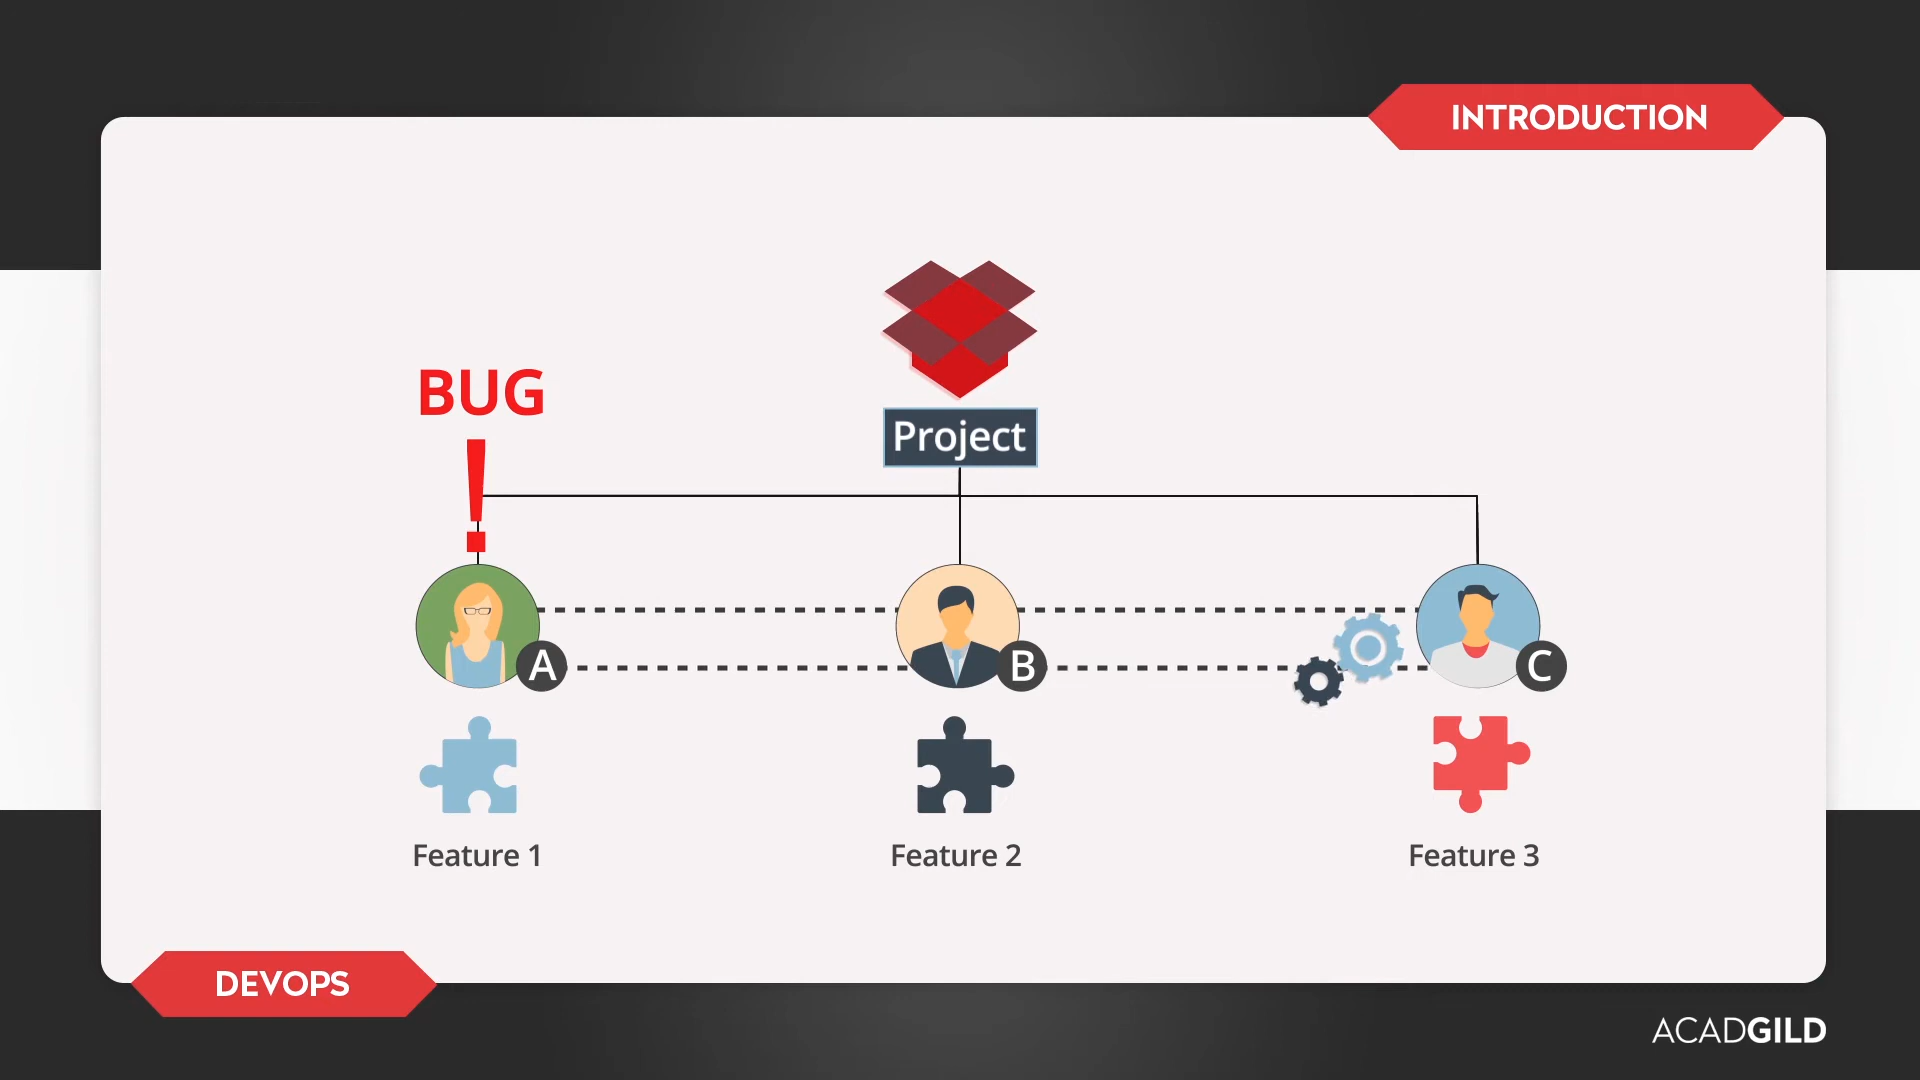 INTRODUCTION
BUG
!
Project
A
B
C
Feature 1
Feature 2
Feature 3
DEVOPS
ACADGILD